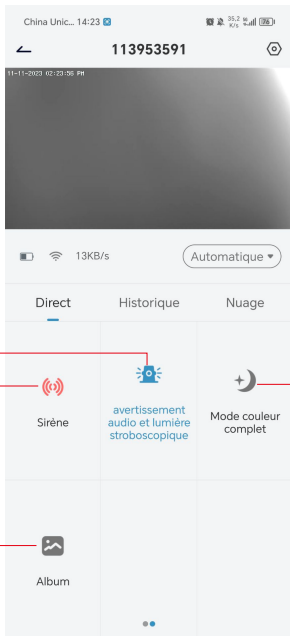 China Unic... 14:23
35.2 K/s
113953591
11-11-2023 02:23:56 PM
13KB/s
Automatique
Direct Historique Nuage
Sirène
avertissement
audio et lumière
stroboscopique
Mode couleur
complet
Album